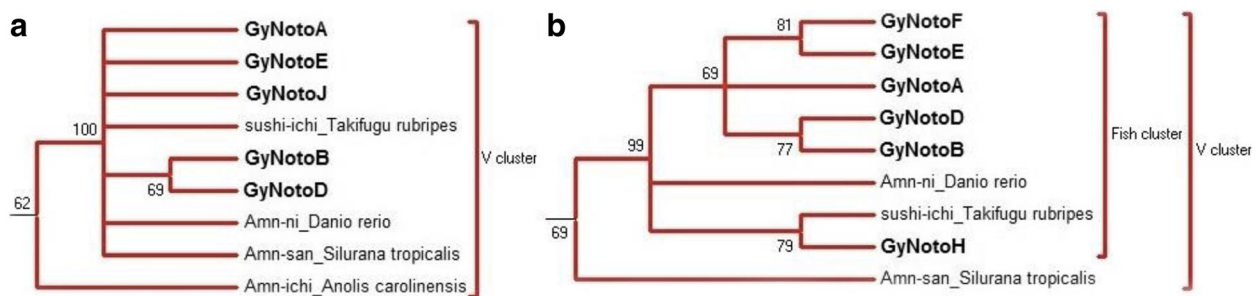 a
GyNotoA
GyNotoE
GyNotoJ
100
sushi-ichi_Takifugu rubripes
V cluster
GyNotoB
69
GyNotoD
62
Amn-ni_Danio rerio
Amn-san_Silurana tropicalis
Amn-ichi_Anolis carolinensis
b
81
GyNotoF
GyNotoE
69
GyNotoA
GyNotoD
Fish cluster
V cluster
99
77
GyNotoB
Amn-ni_Danio rerio
sushi-ichi_Takifugu rubripes
69
79
GyNotoH
Amn-san_Silurana tropicalis